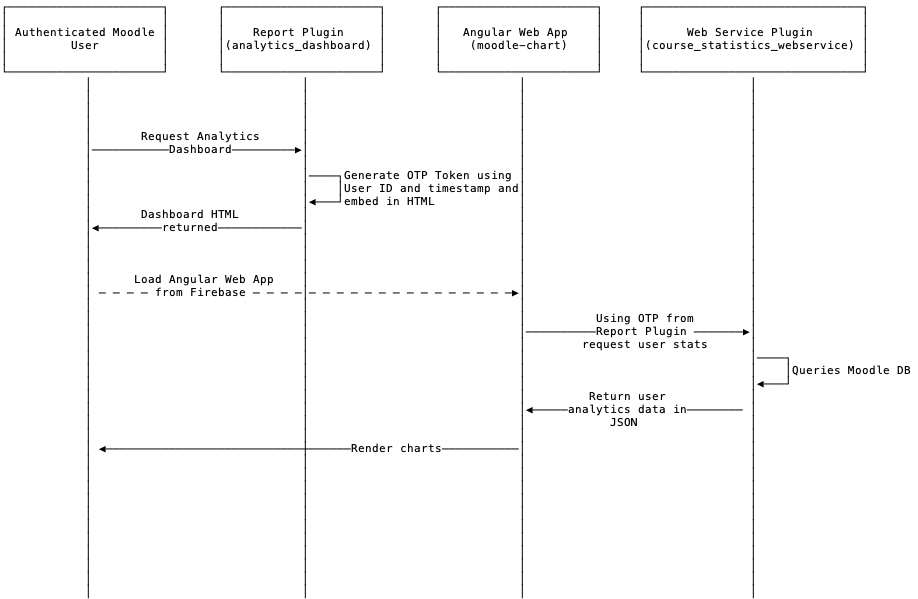 Authenticated Moodle
User
Report Plugin
(analytics_dashboard)
Angular Web App
(moodle-chart)
Web Service Plugin
(course_statistics_webservice)
Request Analytics
Dashboard
Generate OTP Token using
User ID and timestamp and
embed in HTML
Dashboard HTML
returned
Load Angular Web App
from Firebase
Using OTP from
Report Plugin
request user stats
Queries Moodle DB
Return user
analytics data in
JSON
Render charts